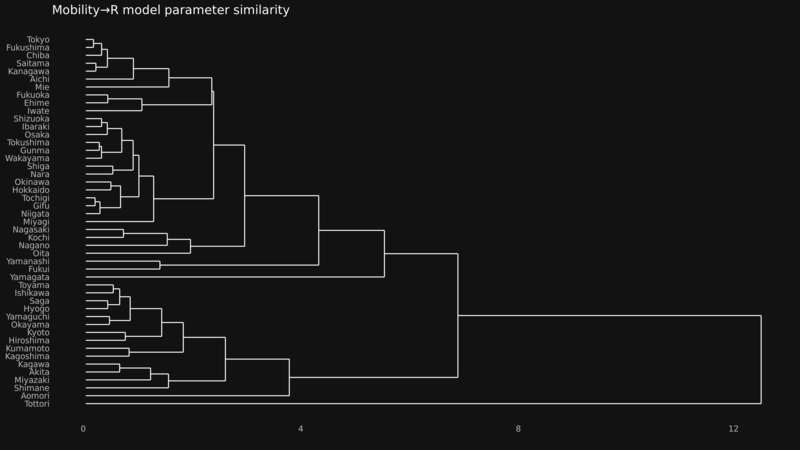 Mobility→R model parameter similarity
Tokyo
Fukushima
Chiba
Saitama
Kanagawa
Aichi
Mie
Fukuoka
Ehime
Iwate
Shizuoka
Ibaraki
Osaka
Tokushima
Gunma
Wakayama
Shiga
Nara
Okinawa
Hokkaido
Tochigi
Gifu
Niigata
Miyagi
Nagasaki
Kochi
Nagano
Oita
Yamanashi
Fukui
Yamagata
Toyama
Ishikawa
Saga
Hyogo
Yamaguchi
Okayama
Kyoto
Hiroshima
Kumamoto
Kagoshima
Kagawa
Akita
Miyazaki
Shimane
Aomori
Tottori
0 4 8 12